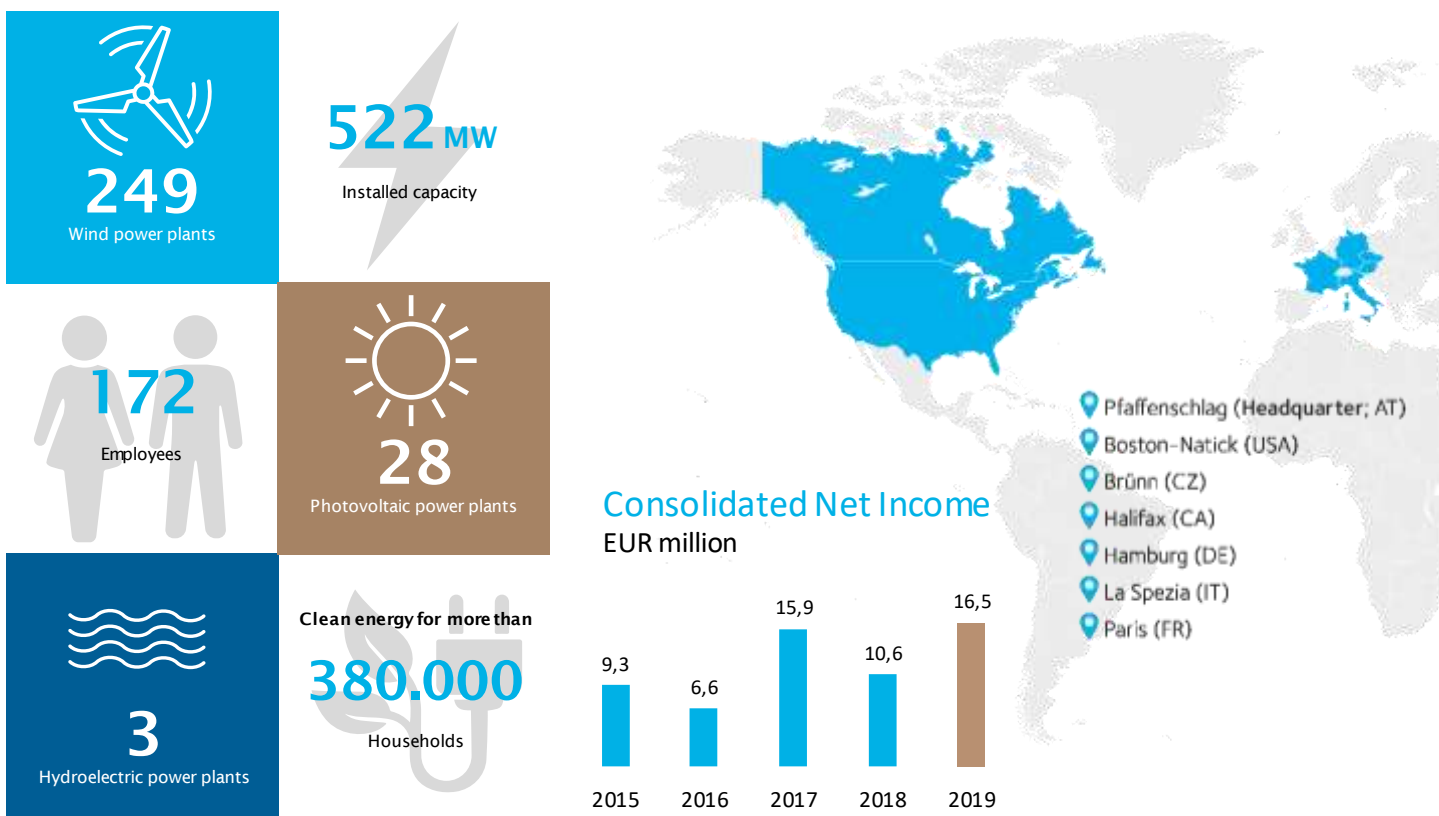 249
Wind power plants
522 MW
Installed capacity
172
Employees
28
Photovoltaic power plants
3
Hydroelectric power plants
Clean energy for more than
380.000
Households
Pfaffenschlag (Headquarter; AT)
Boston-Natick (USA)
Brünn (CZ)
Halifax (CA)
Hamburg (DE)
La Spezia (IT)
Paris (FR)
Consolidated Net Income
EUR million
9,3
6,6
15,9
10,6
16,5
2015
2016
2017
2018
2019